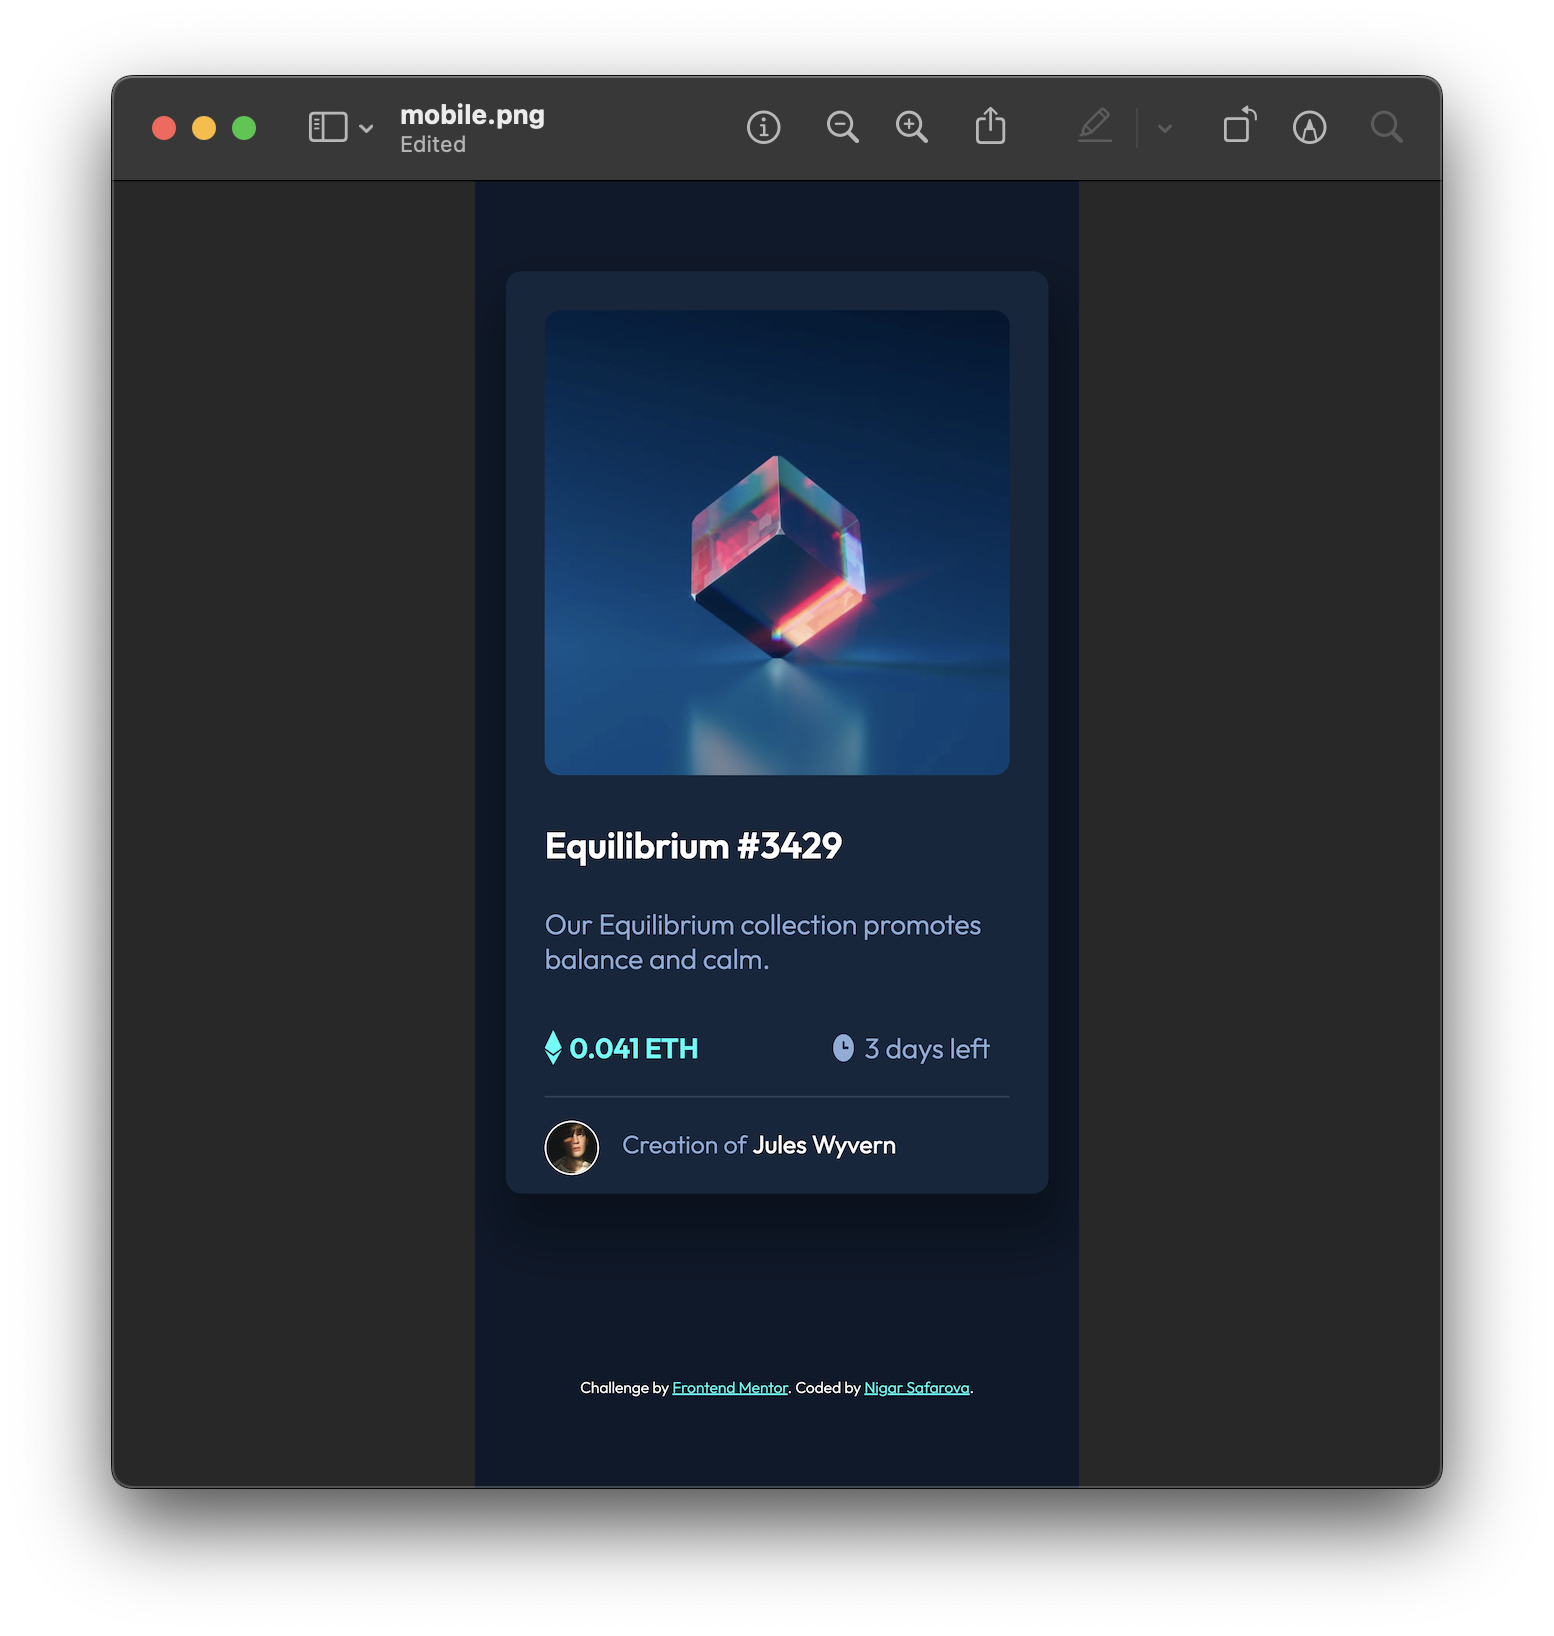 mobile.png
Edited
Equilibrium #3429
Our Equilibrium collection promotes
balance and calm.
0.041 ETH
3 days left
Creation of Jules Wyvern
Challenge by Frontend Mentor. Coded by Nigar Safarova.